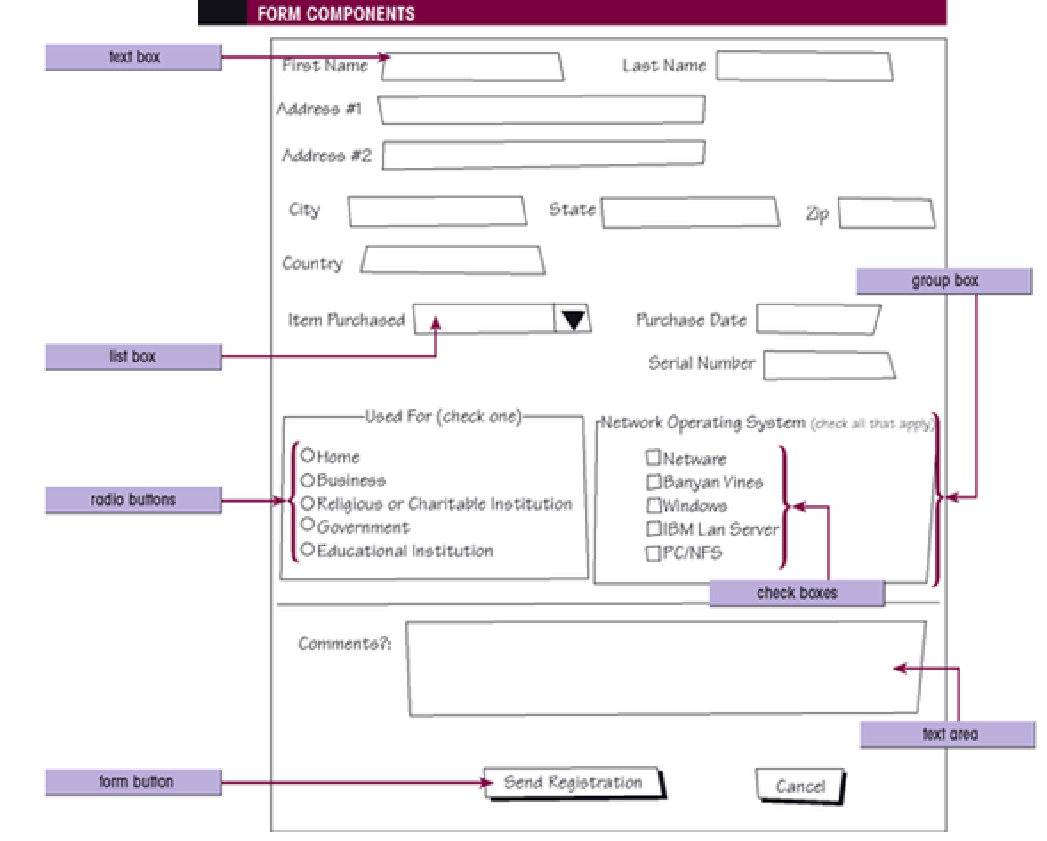 FORM COMPONENTS
text box
First Name
Last Name
Address #1
Address #2
City
State
Zip
Country
group box
Item Purchased
Purchase Date
list box
Serial Number
Used For (check one)
Network Operating System (check all that apply)
Home
Netware
Business
Banyan Vines
radio buttons
Religious or Charitable Institution
Windows
Government
IBM Lan Server
Educational Institution
PC/NFS
check boxes
Comments?:
text area
form button
Send Registration
Cancel